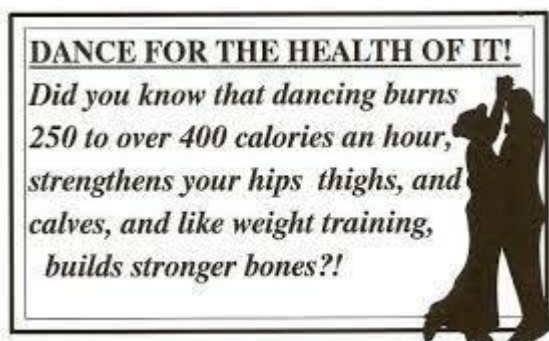 DANCE FOR THE HEALTH OF IT!
Did you know that dancing burns
250 to over 400 calories an hour,
strengthens your hips  thighs, and
calves, and like weight training,
builds stronger bones?!